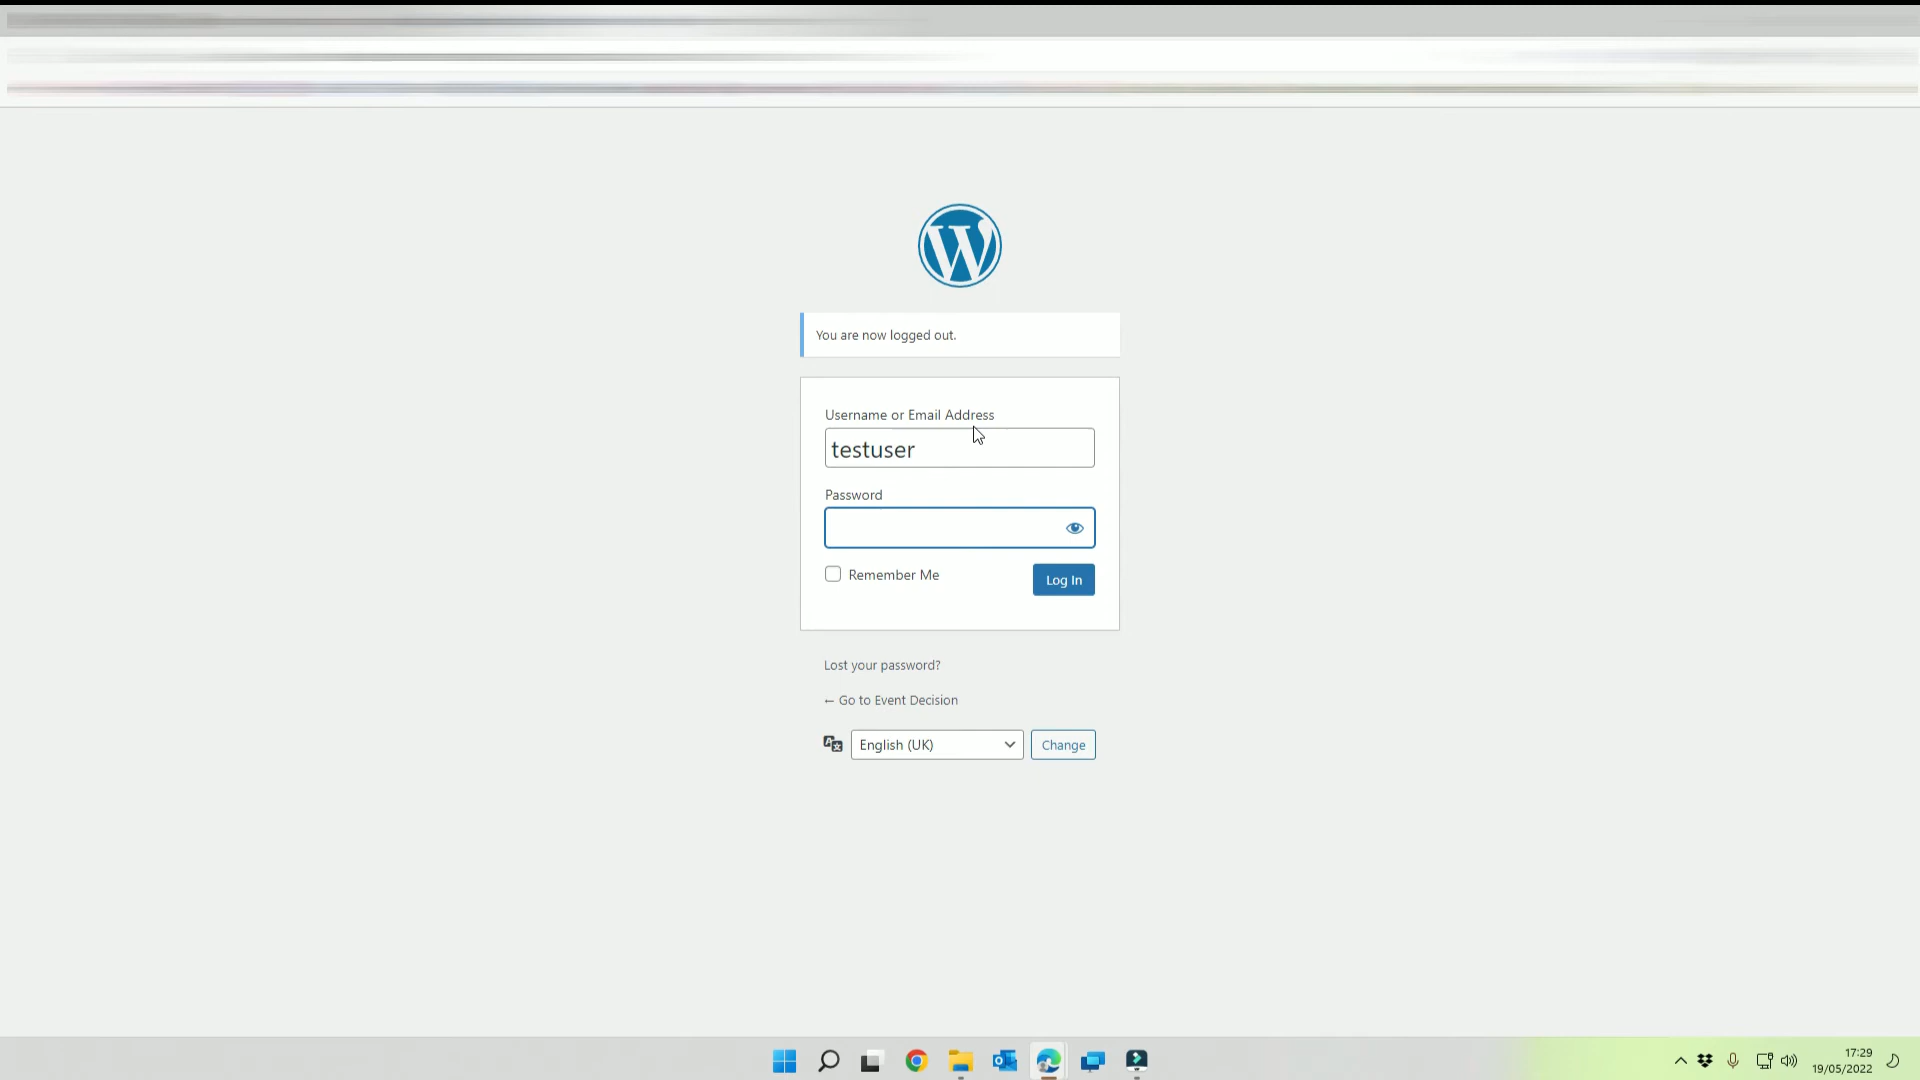 You are now logged out.
Username or Email Address
testuser
Password
Remember Me
Log In
Lost your password?
← Go to Event Decision
English (UK)
Change
17:29
19/05/2022